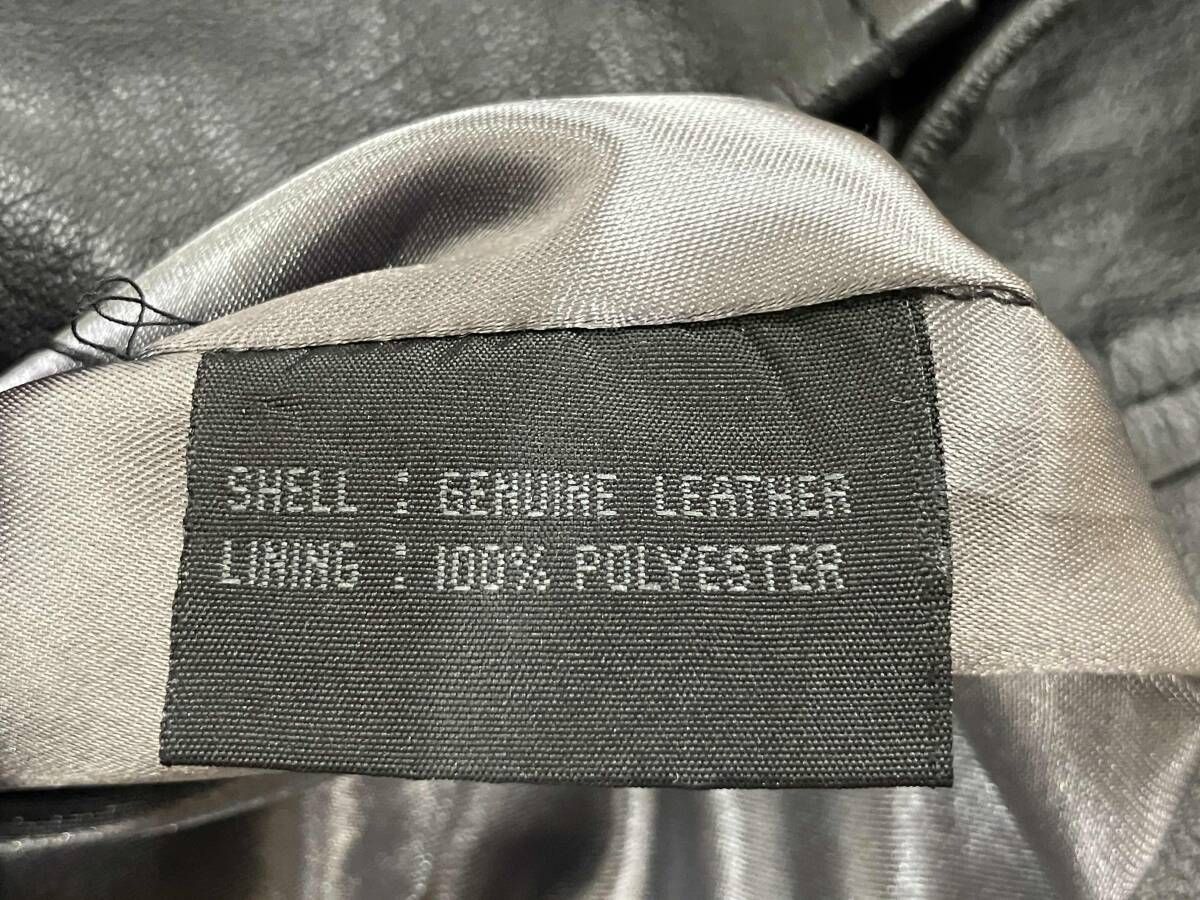 SHELL : GENUINE LEATHER
LINING : 100% POLYESTER